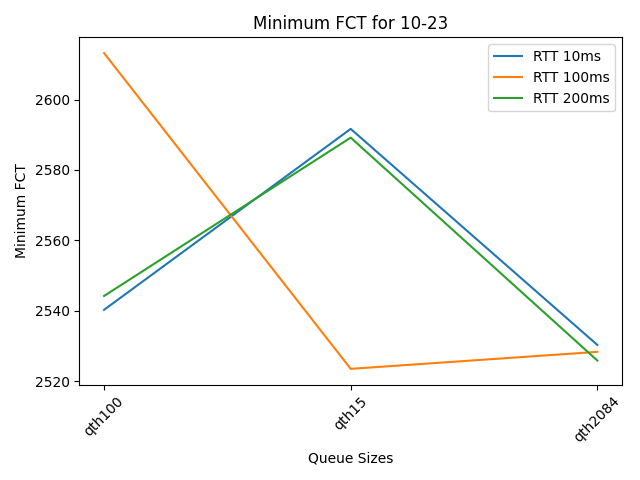 Minimum FCT for 10-23
RTT 10ms
RTT 100ms
RTT 200ms
Minimum FCT
2600
2580
2560
2540
2520
qth100
qth15
qth2084
Queue Sizes